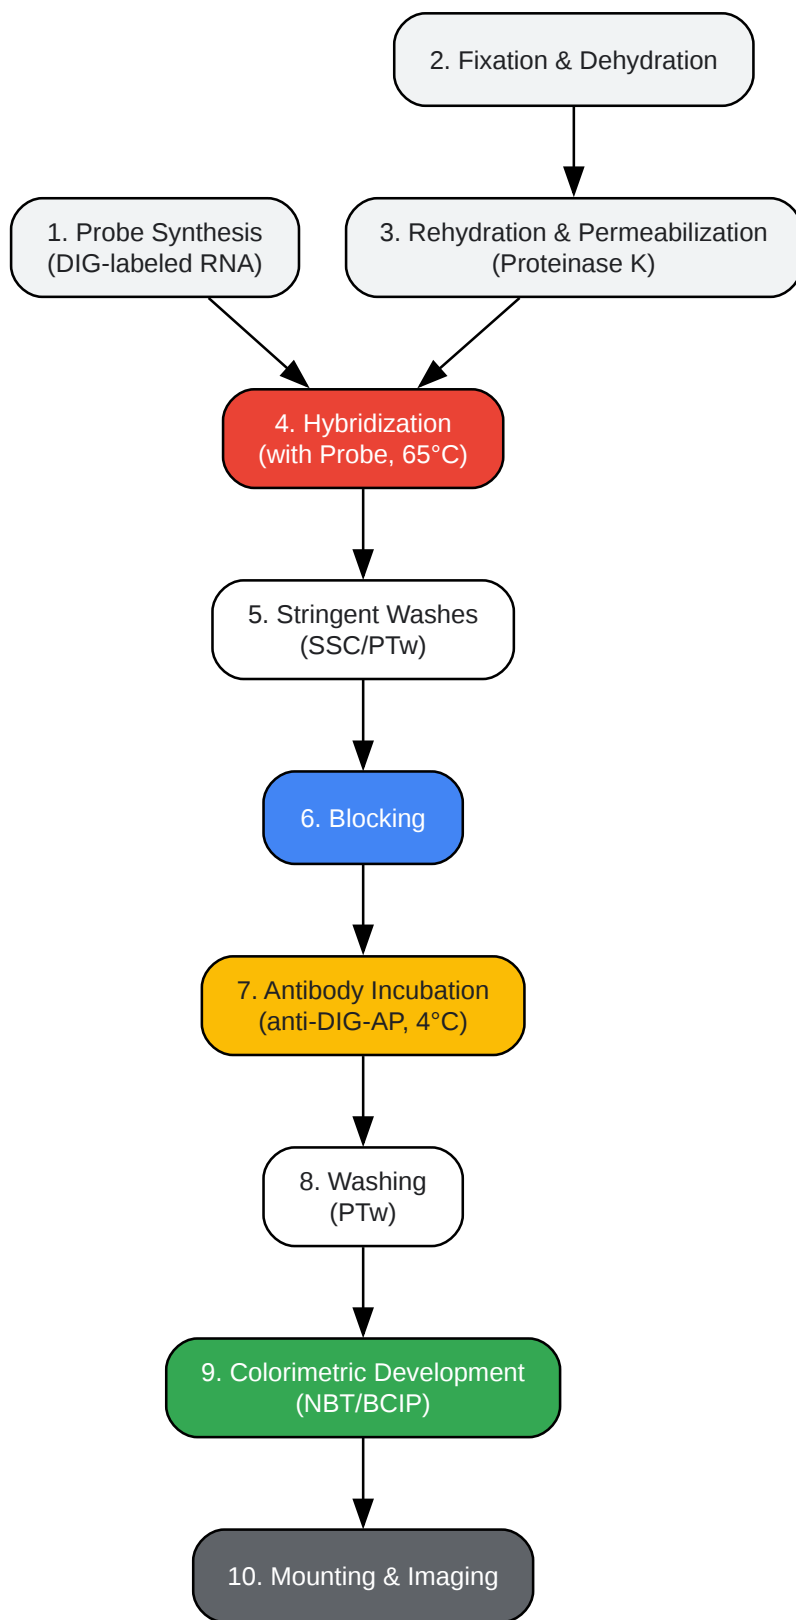 2. Fixation & Dehydration
1. Probe Synthesis
(DIG-labeled RNA)
3. Rehydration & Permeabilization
(Proteinase K)
4. Hybridization
(with Probe, 65°C)
5. Stringent Washes
(SSC/PTw)
6. Blocking
7. Antibody Incubation
(anti-DIG-AP, 4°C)
8. Washing
(PTw)
9. Colorimetric Development
(NBT/BCIP)
10. Mounting & Imaging